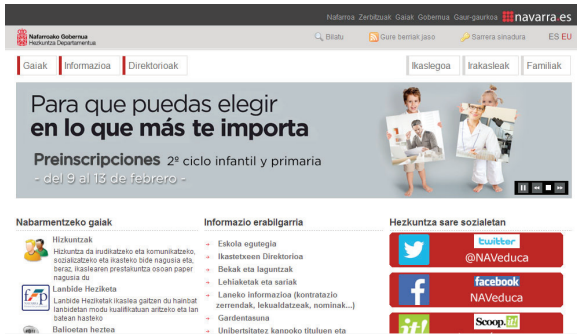 Nafarroa Zerbitzuak Gaiak Gobernua Gaur-gaurkoa navarra.es
Nafarroako Gobernua
Hezkuntza Departamentua
Bilatu Gure berriak jaso Sarrera sinadura ES EU
Gaiak Informazioa Direktorioak Ikaslegoa Irakasleak Familiak
Para que puedas elegir
en lo que más te importa
Preinscripciones 2º ciclo infantil y primaria
- del 9 al 13 de febrero -
Nabarmentzeko gaiak
Hizkuntzak
Hizkuntza da irudikatzeko eta komunikatzeko,
sozializatzeko eta ikasteko bide nagusia eta,
beraz, ikaslearen prestakuntza osoan paper
nagusia du
Lanbide Heziketa
Lanbide Heziketak ikaslea gaitzen du hainbat
lanbidetan modu kualifikatuan aritzeko eta lan
batean hasteko
Balioetan heztea
Informazio erabilgarria
Eskola egutegia
Ikastetxeen Direktorioa
Bekak eta laguntzak
Lehiaketak eta sariak
Laneko informazioa (kontratazio
zerrendak, lekualdatzeak, nominak...)
Gardentasuna
Unibertsitatez kanpoko tituluen eta
Hezkuntza sare sozialetan
twitter
@NAVeduca
facebook
NAVeduca
it!
Scoop.it!